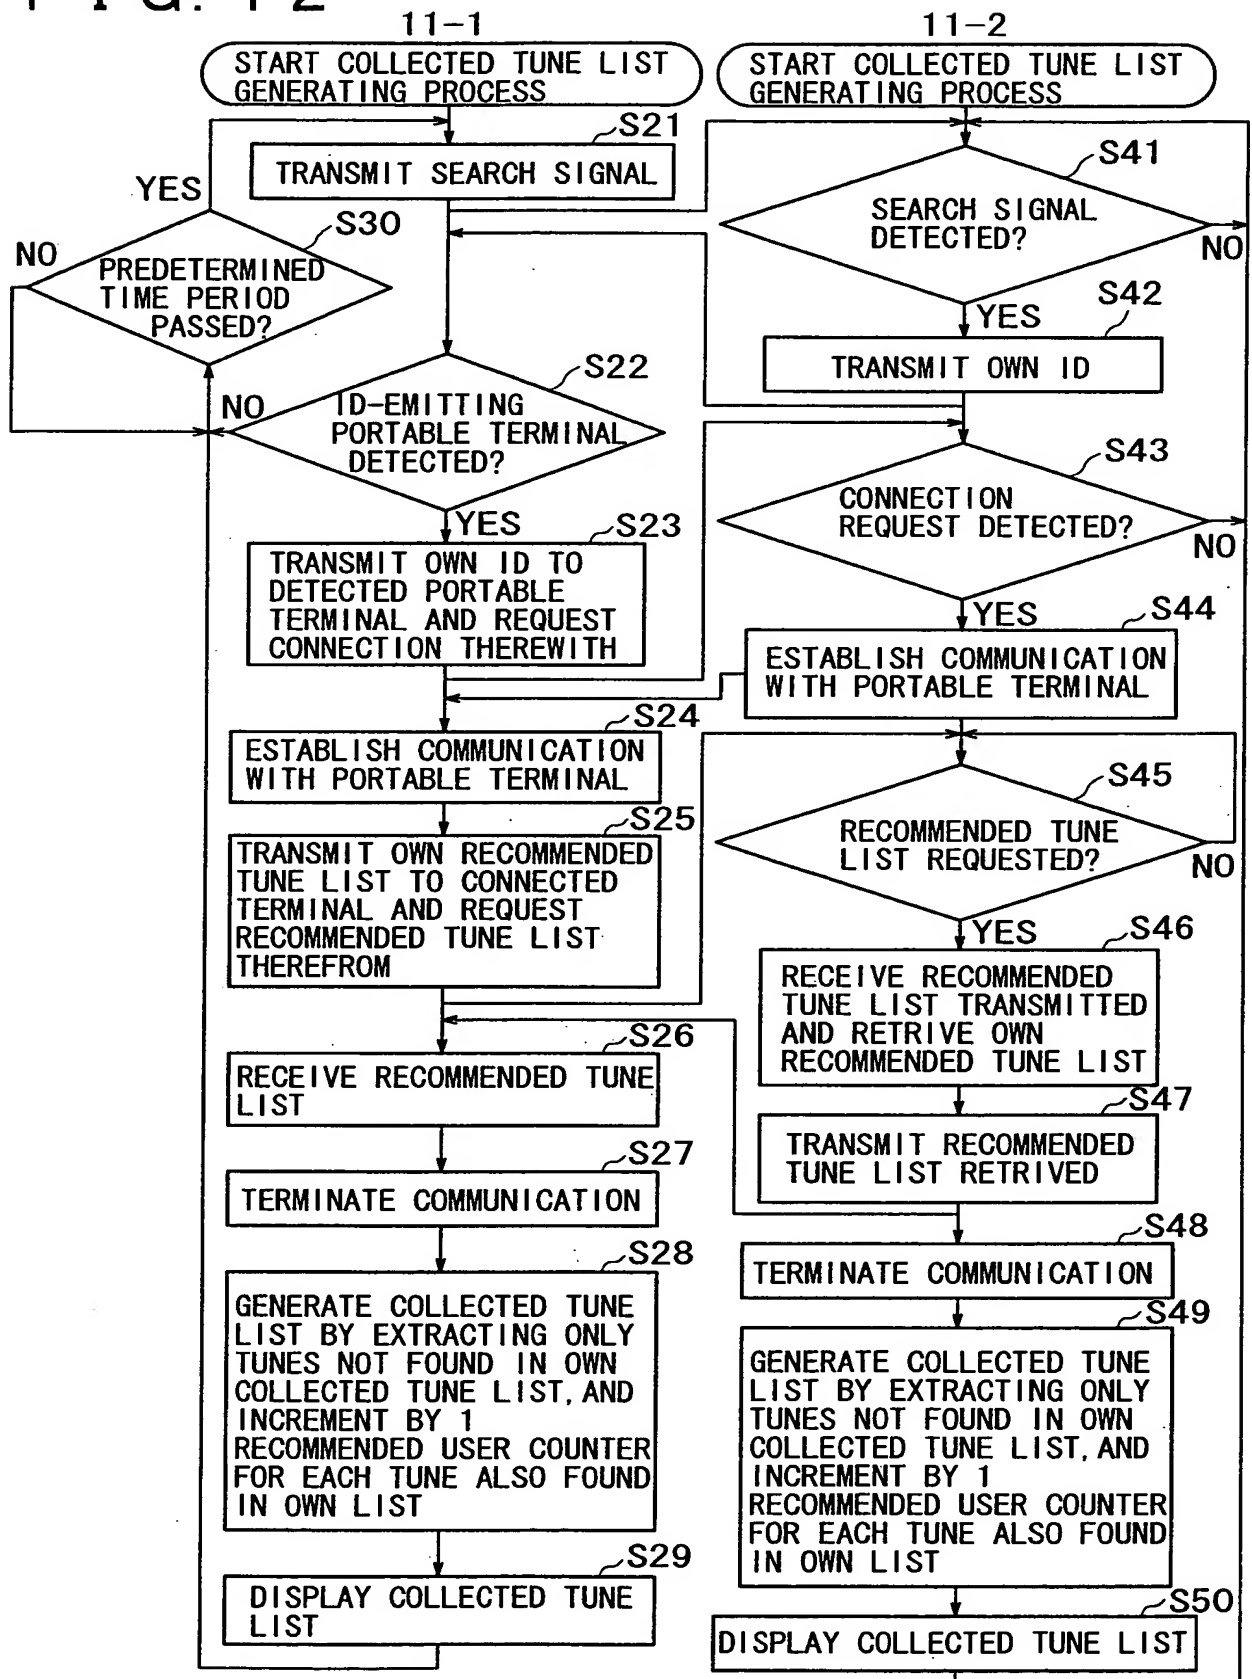 FIG. 12
11-1
START COLLECTED TUNE LIST
GENERATING PROCESS
S21
TRANSMIT SEARCH SIGNAL
YES
S30
NO
PREDETERMINED
TIME PERIOD
PASSED?
S22
NO
ID-EMITTING
PORTABLE TERMINAL
DETECTED?
YES
S23
TRANSMIT OWN ID TO
DETECTED PORTABLE
TERMINAL AND REQUEST
CONNECTION THEREWITH
S24
ESTABLISH COMMUNICATION
WITH PORTABLE TERMINAL
S25
TRANSMIT OWN RECOMMENDED
TUNE LIST TO CONNECTED
TERMINAL AND REQUEST
RECOMMENDED TUNE LIST
THEREFROM
S26
RECEIVE RECOMMENDED TUNE
LIST
S27
TERMINATE COMMUNICATION
S28
GENERATE COLLECTED TUNE
LIST BY EXTRACTING ONLY
TUNES NOT FOUND IN OWN
COLLECTED TUNE LIST, AND
INCREMENT BY 1
RECOMMENDED USER COUNTER
FOR EACH TUNE ALSO FOUND
IN OWN LIST
S29
DISPLAY COLLECTED TUNE
LIST
11-2
START COLLECTED TUNE LIST
GENERATING PROCESS
S41
SEARCH SIGNAL
DETECTED?
NO
S42
YES
TRANSMIT OWN ID
S43
CONNECTION
REQUEST DETECTED?
NO
YES
S44
ESTABLISH COMMUNICATION
WITH PORTABLE TERMINAL
S45
RECOMMENDED TUNE
LIST REQUESTED?
NO
YES
S46
RECEIVE RECOMMENDED
TUNE LIST TRANSMITTED
AND RETRIVE OWN
RECOMMENDED TUNE LIST
S47
TRANSMIT RECOMMENDED
TUNE LIST RETRIVED
S48
TERMINATE COMMUNICATION
S49
GENERATE COLLECTED TUNE
LIST BY EXTRACTING ONLY
TUNES NOT FOUND IN OWN
COLLECTED TUNE LIST, AND
INCREMENT BY 1
RECOMMENDED USER COUNTER
FOR EACH TUNE ALSO FOUND
IN OWN LIST
S50
DISPLAY COLLECTED TUNE LIST